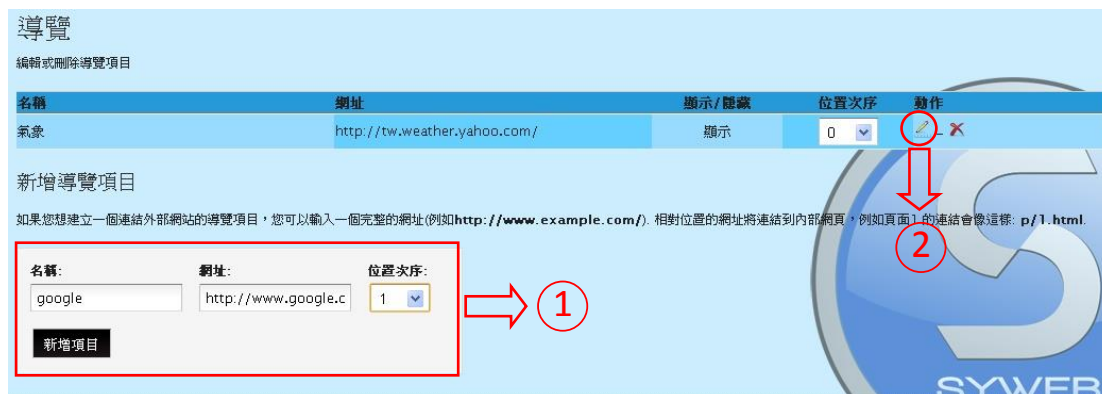 導覽
編輯或刪除導覽項目
名稱 網址 顯示/隱藏 位置次序 動作
氣象 http://tw.weather.yahoo.com/ 顯示 0
新增導覽項目
如果您想建立一個連結外部網站的導覽項目，您可以輸入一個完整的網址(例如http://www.example.com/). 相對位置的網址將連結到內部網頁，例如頁面1 的連結會像這樣: p/1.html.
2
名稱: 網址: 位置次序:
google http://www.google.c 1
1
新增項目
SYWEB